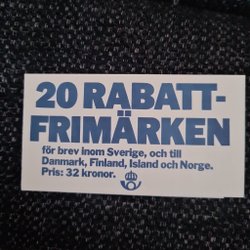 20 RABATT-
FRIMÄRKEN
för brev inom Sverige, och till
Danmark, Finland, Island och Norge.
Pris: 32 kronor.